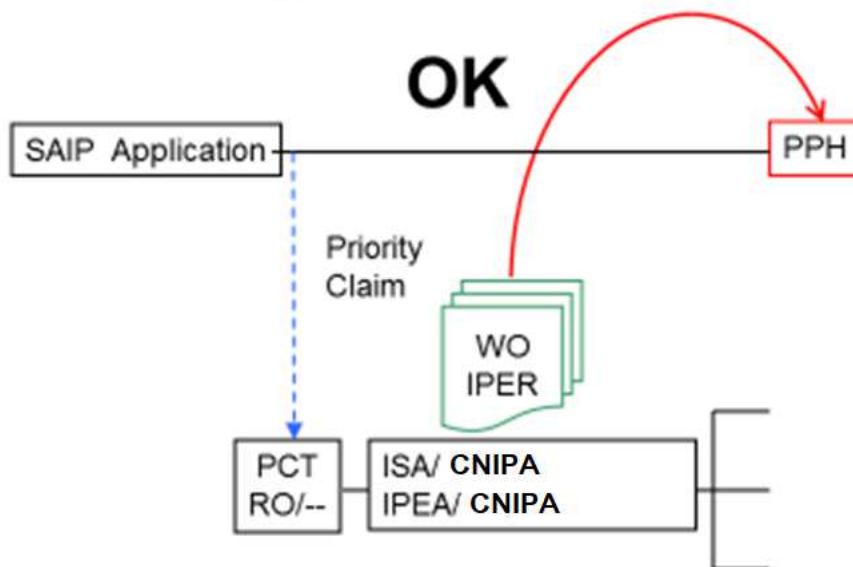 OK
SAIP Application
PPH
Priority
Claim
WO
IPER
PCT
RO/--
ISA/ CNIPA
IPEA/ CNIPA